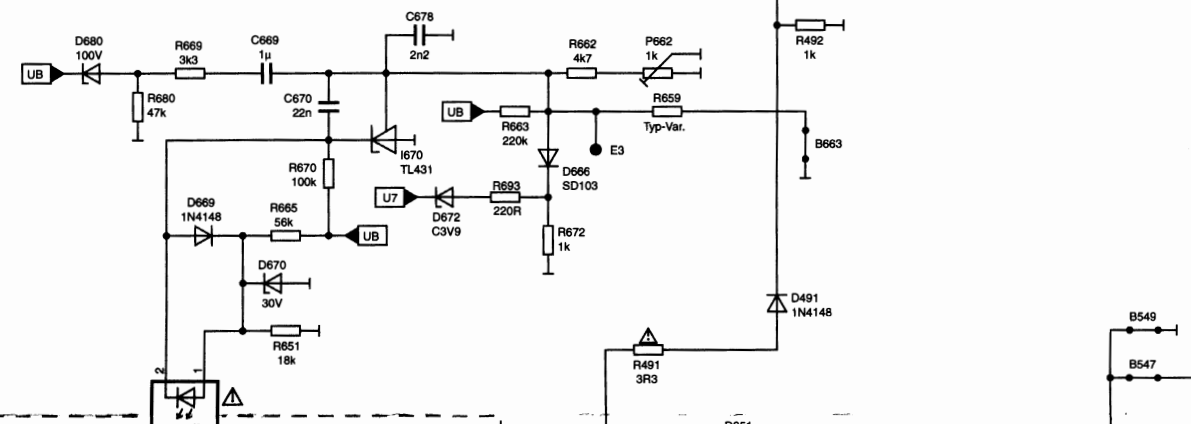 C678
2n2
D680
100V
R669
3k3
C669
1µ
UB
R680
47k
C670
22n
R662
4k7
P662
1k
R492
1k
UB
R663
220k
R659
Typ-Var.
E3
B663
I670
TL431
R670
100k
D666
SD103
U7
D672
C3V9
R693
220R
D669
1N4148
R665
56k
UB
R672
1k
D670
30V
D491
1N4148
R651
18k
R491
3R3
B549
B547
2
1